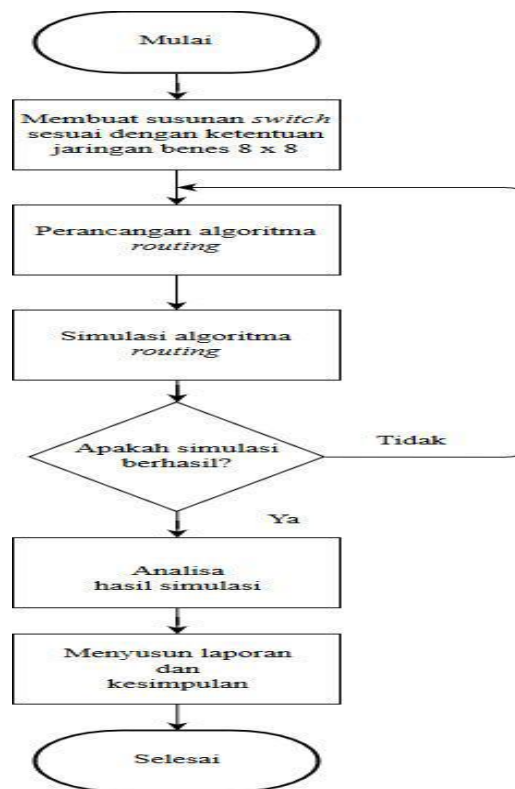 Mulai
Membuat susunan switch
sesuai dengan ketentuan
jaringan benes 8 x 8
Perancangan algoritma
routing
Simulasi algoritma
routing
Apakah simulasi
berhasil?
Tidak
Ya
Analisa
hasil simulasi
Menyusun laporan
dan
kesimpulan
Selesai